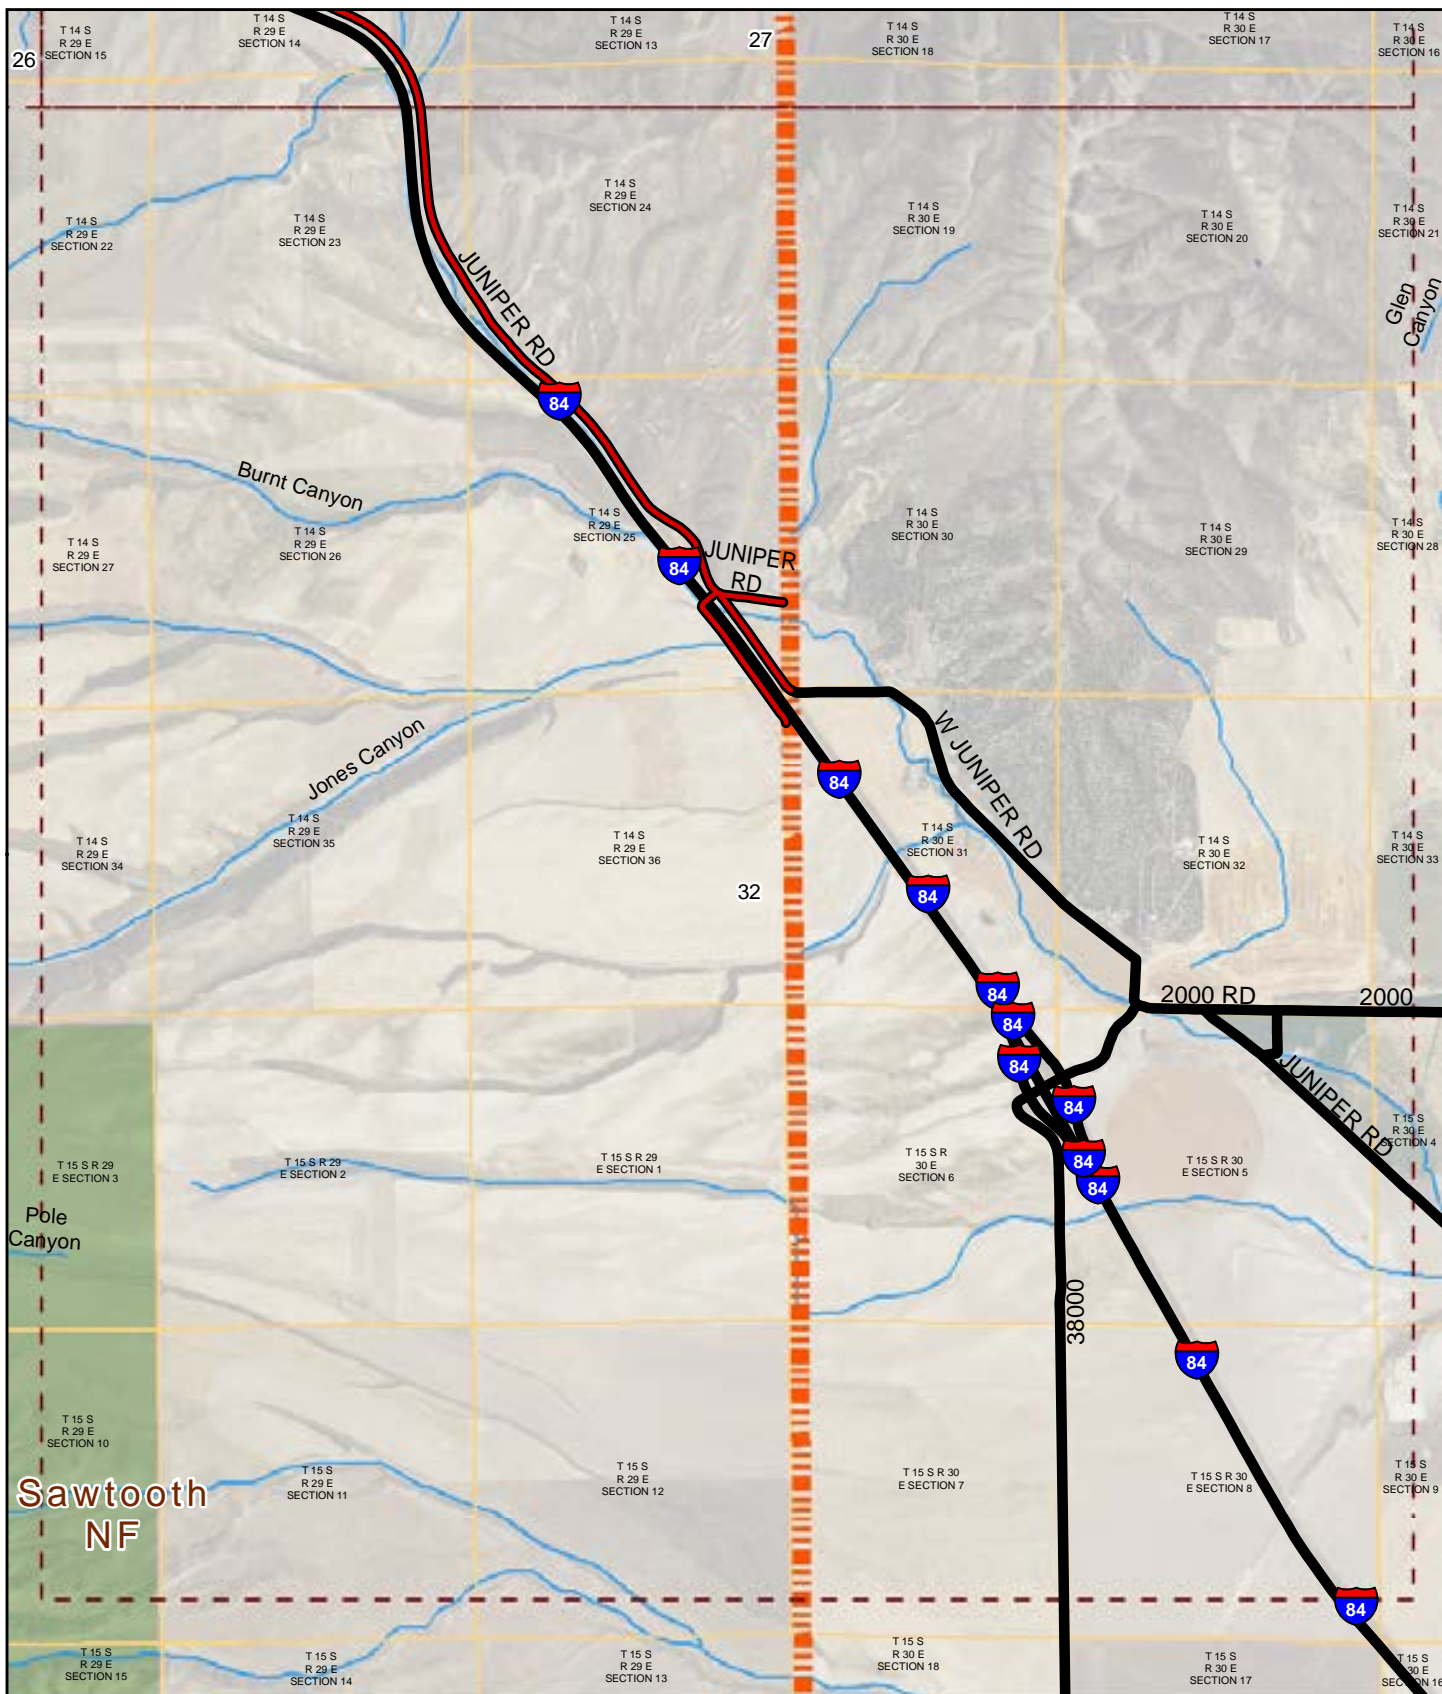 T 14 S
R 29 E
SECTION 15
T 14 S
R 29 E
SECTION 14
T 14 S
R 29 E
SECTION 13
27
T 14 S
R 30 E
SECTION 18
T 14 S
R 30 E
SECTION 17
T 14 S
R 30 E
SECTION 16
26
T 14 S
R 29 E
SECTION 22
T 14 S
R 29 E
SECTION 23
T 14 S
R 29 E
SECTION 24
T 14 S
R 30 E
SECTION 19
T 14 S
R 30 E
SECTION 20
T 14 S
R 30 E
SECTION 21
JUNIPER RD
Glen
Canyon
84
Burnt Canyon
T 14 S
R 29 E
SECTION 27
T 14 S
R 29 E
SECTION 26
T 14 S
R 29 E
SECTION 25
T 14 S
R 30 E
SECTION 30
T 14 S
R 30 E
SECTION 29
T 14 S
R 30 E
SECTION 28
84
JUNIPER
RD
Jones Canyon
W JUNIPER RD
84
T 14 S
R 29 E
SECTION 34
T 14 S
R 29 E
SECTION 35
T 14 S
R 29 E
SECTION 36
T 14 S
R 30 E
SECTION 31
T 14 S
R 30 E
SECTION 32
T 14 S
R 30 E
SECTION 33
32
84
84
2000 RD
2000
84
84
JUNIPER RD
84
T 15 S R 29
E SECTION 3
T 15 S R 29
E SECTION 2
T 15 S R 29
E SECTION 1
T 15 S R
30 E
SECTION 6
84
84
T 15 S R 30
E SECTION 5
T 15 S
R 30 E
SECTION 4
Pole
Canyon
38000
84
T 15 S
R 29 E
SECTION 10
T 15 S
R 29 E
SECTION 11
T 15 S
R 29 E
SECTION 12
T 15 S R 30
E SECTION 7
T 15 S R 30
E SECTION 8
T 15 S
R 30 E
SECTION 9
Sawtooth
NF
84
T 15 S
R 29 E
SECTION 15
T 15 S
R 29 E
SECTION 14
T 15 S
R 29 E
SECTION 13
T 15 S
R 30 E
SECTION 18
T 15 S
R 30 E
SECTION 17
T 15 S
30 E